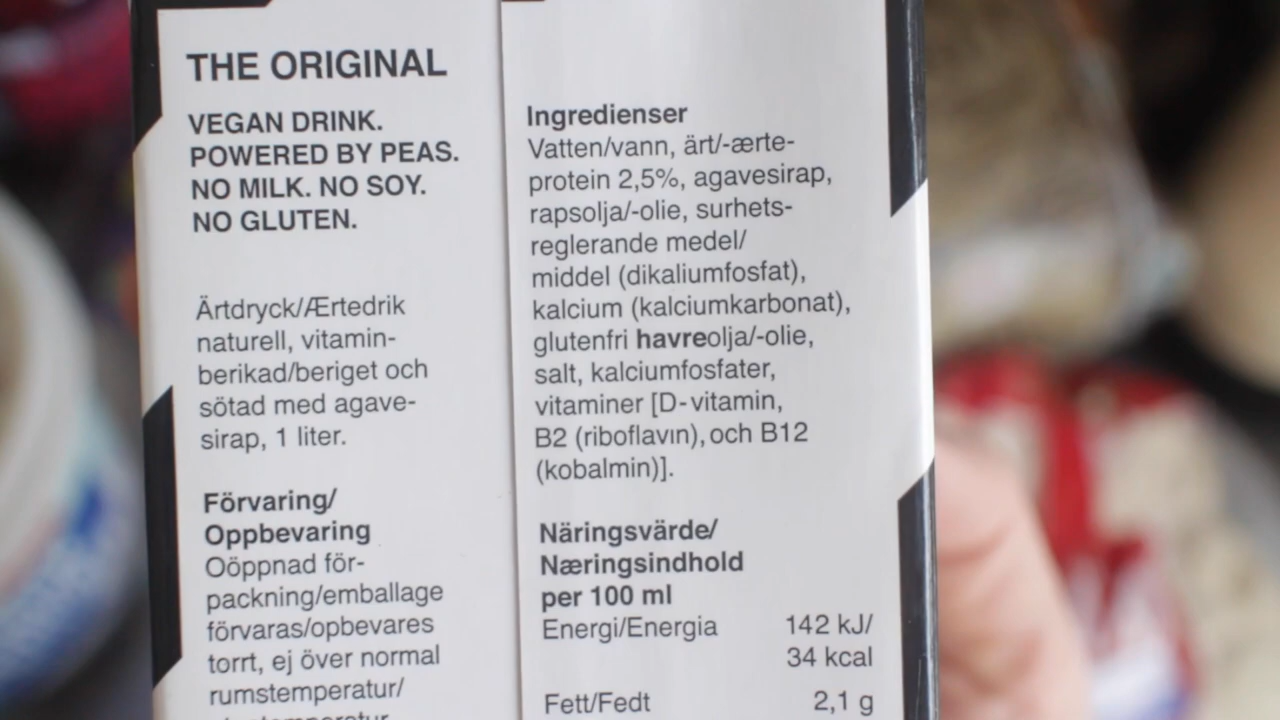 THE ORIGINAL
VEGAN DRINK.
POWERED BY PEAS.
NO MILK. NO SOY.
NO GLUTEN.
Ärtdryck/Ærtedrik
naturell, vitamin-
berikad/beriget och
sötad med agave-
sirap, 1 liter.
Förvaring/
Oppbevaring
Oöppnad för-
packning/emballage
förvaras/opbevares
torrt, ej över normal
rumstemperatur/
Ingredienser
Vatten/vann, ärt/-ærte-
protein 2,5%, agavesirap,
rapsolja/-olie, surhets-
reglerande medel/
middel (dikaliumfosfat),
kalcium (kalciumkarbonat),
glutenfri havreolja/-olie,
salt, kalciumfosfater,
vitaminer [D-vitamin,
B2 (riboflavın), och B12
(kobalmin)].
Näringsvärde/
Næringsindhold
per 100 ml
Energi/Energia 142 kJ/
34 kcal
Fett/Fedt 2,1 g